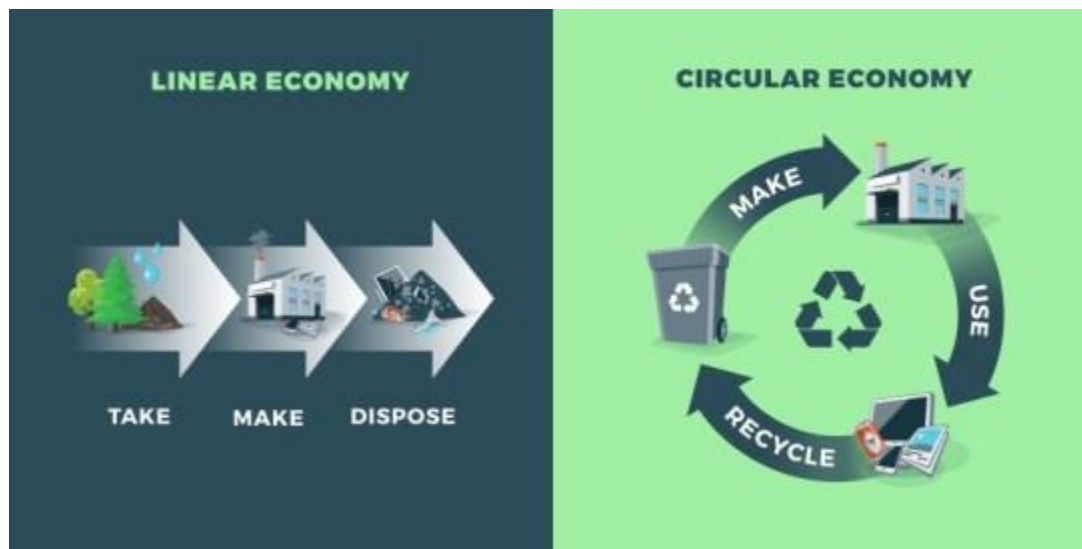 LINEAR ECONOMY
TAKE
MAKE
DISPOSE
CIRCULAR ECONOMY
MAKE
USE
RECYCLE